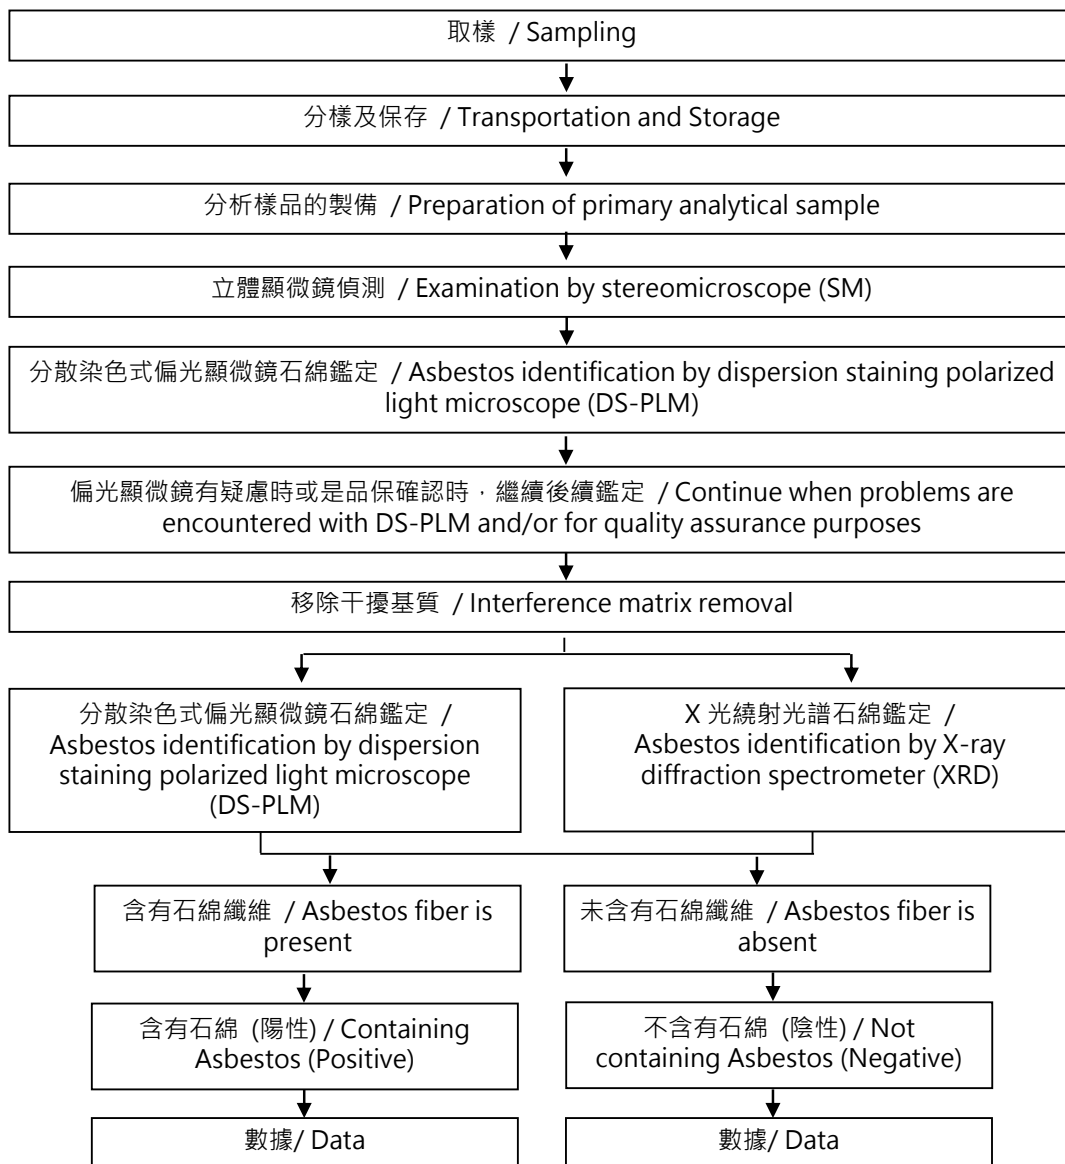 取樣 / Sampling
分樣及保存 / Transportation and Storage
分析樣品的製備 / Preparation of primary analytical sample
立體顯微鏡偵測 / Examination by stereomicroscope (SM)
分散染色式偏光顯微鏡石綿鑑定 / Asbestos identification by dispersion staining polarized
light microscope (DS-PLM)
偏光顯微鏡有疑慮時或是品保確認時，繼續後續鑑定 / Continue when problems are
encountered with DS-PLM and/or for quality assurance purposes
移除干擾基質 / Interference matrix removal
分散染色式偏光顯微鏡石綿鑑定 /
Asbestos identification by dispersion
staining polarized light microscope
(DS-PLM)
X 光繞射光譜石綿鑑定 /
Asbestos identification by X-ray
diffraction spectrometer (XRD)
含有石綿纖維 / Asbestos fiber is
present
未含有石綿纖維 / Asbestos fiber is
absent
含有石綿 (陽性) / Containing
Asbestos (Positive)
不含有石綿 (陰性) / Not
containing Asbestos (Negative)
數據/ Data
數據/ Data